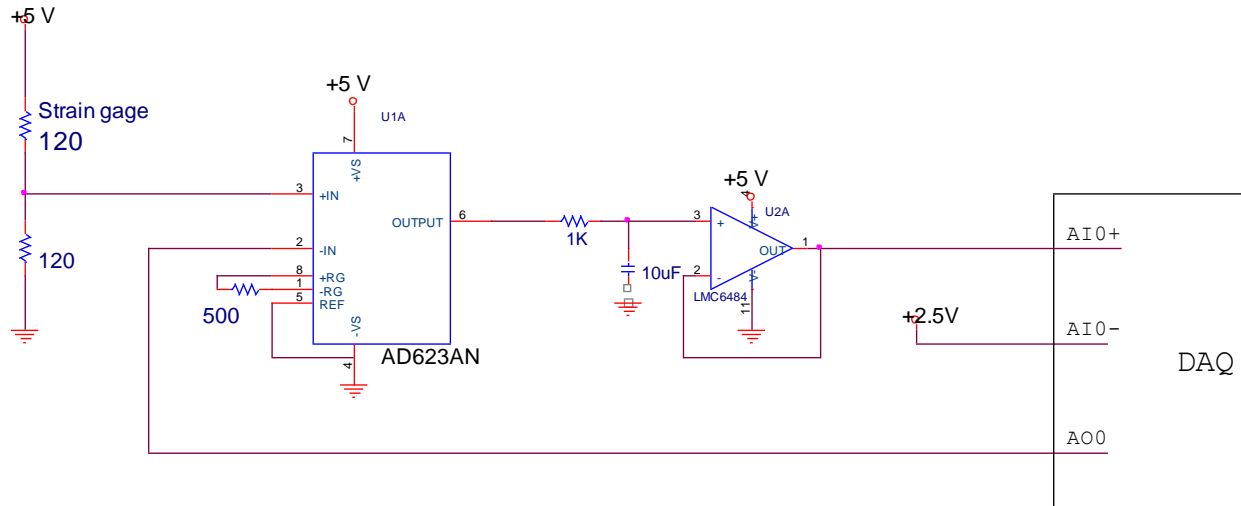 +5 V
Strain gage
120
120
+5 V
U1A
7
+VS
3
+IN
2
-IN
8
+RG
1
-RG
5
REF
500
OUTPUT
6
-VS
4
AD623AN
1K
10uF
+5 V
4
V+
U2A
3
+
2
-
OUT
1
V-
11
LMC6484
AI0+
+2.5V
AI0-
DAQ
AO0